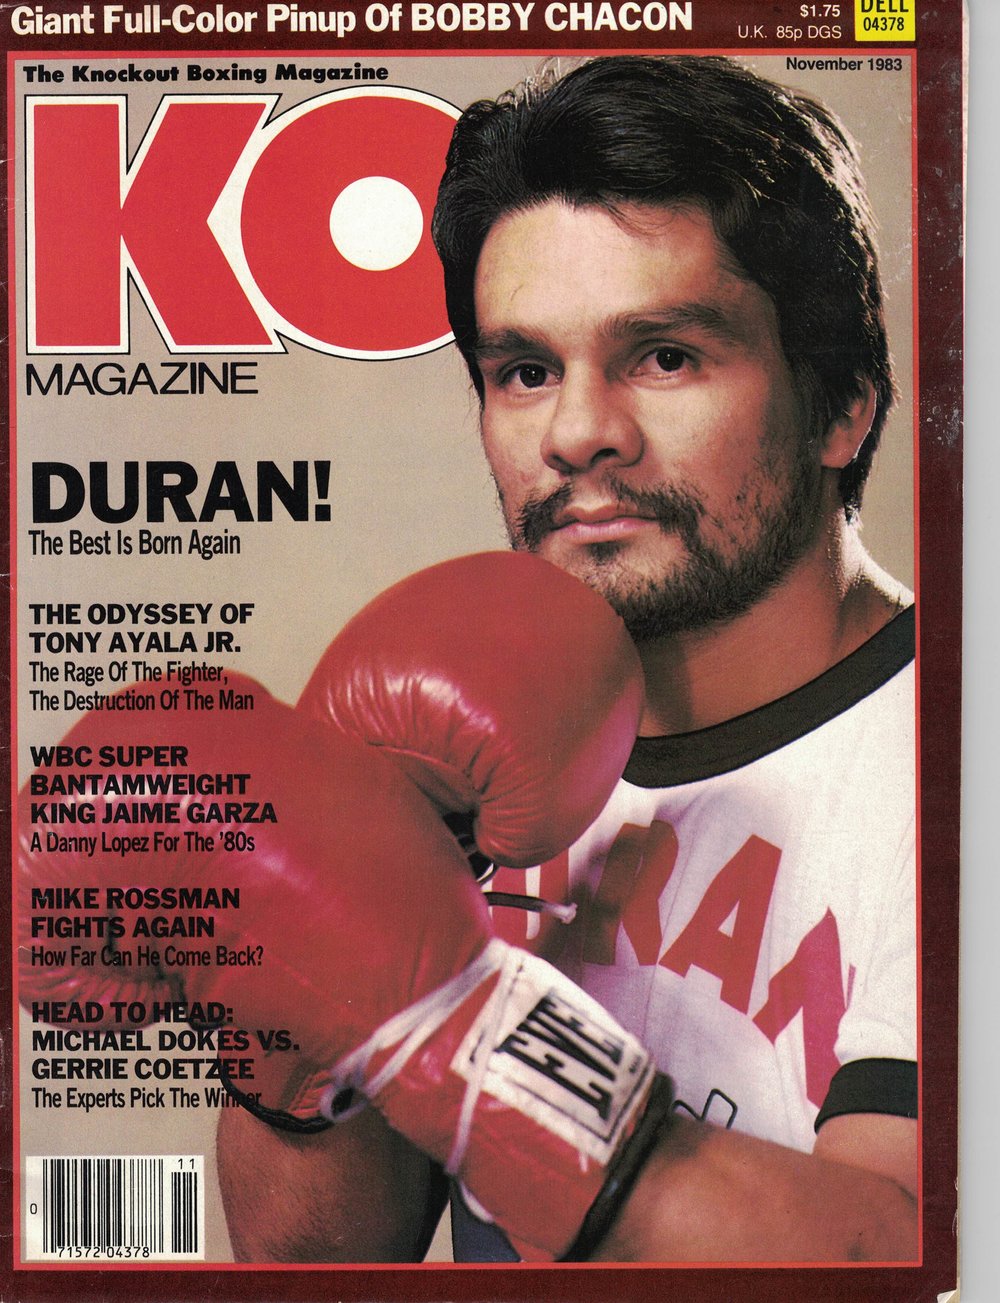 Giant Full-Color Pinup Of BOBBY CHACON
$1.75
U.K. 85p DGS
DELL
04378
The Knockout Boxing Magazine
November 1983
KO
MAGAZINE
DURAN!
The Best Is Born Again
THE ODYSSEY OF
TONY AYALA JR.
The Rage Of The Fighter,
The Destruction Of The Man
WBC SUPER
BANTAMWEIGHT
KING JAIME GARZA
A Danny Lopez For The '80s
MIKE ROSSMAN
FIGHTS AGAIN
How Far Can He Come Back?
HEAD TO HEAD:
MICHAEL DOKES VS.
GERRIE COETZEE
The Experts Pick The Winner
DURAN
EVE
11
0
71572 04378